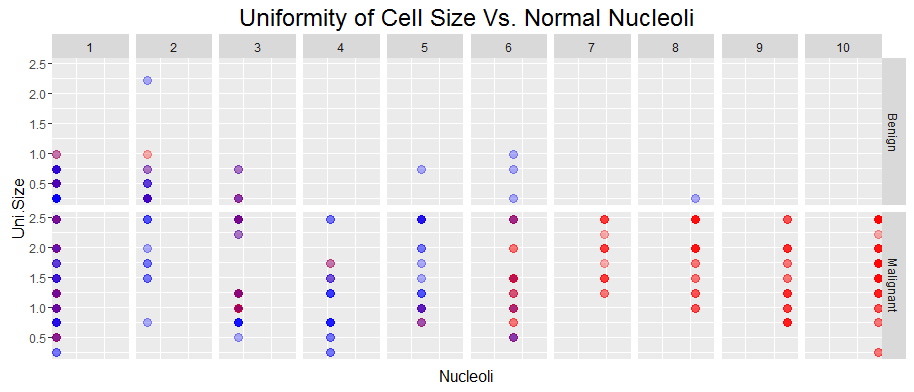 Uniformity of Cell Size Vs. Normal Nucleoli
1 2 3 4 5 6 7 8 9 10
2.5
2.0
1.5
1.0
0.5
Benign
Uni.Size
2.5
2.0
1.5
1.0
0.5
Malignant
Nucleoli